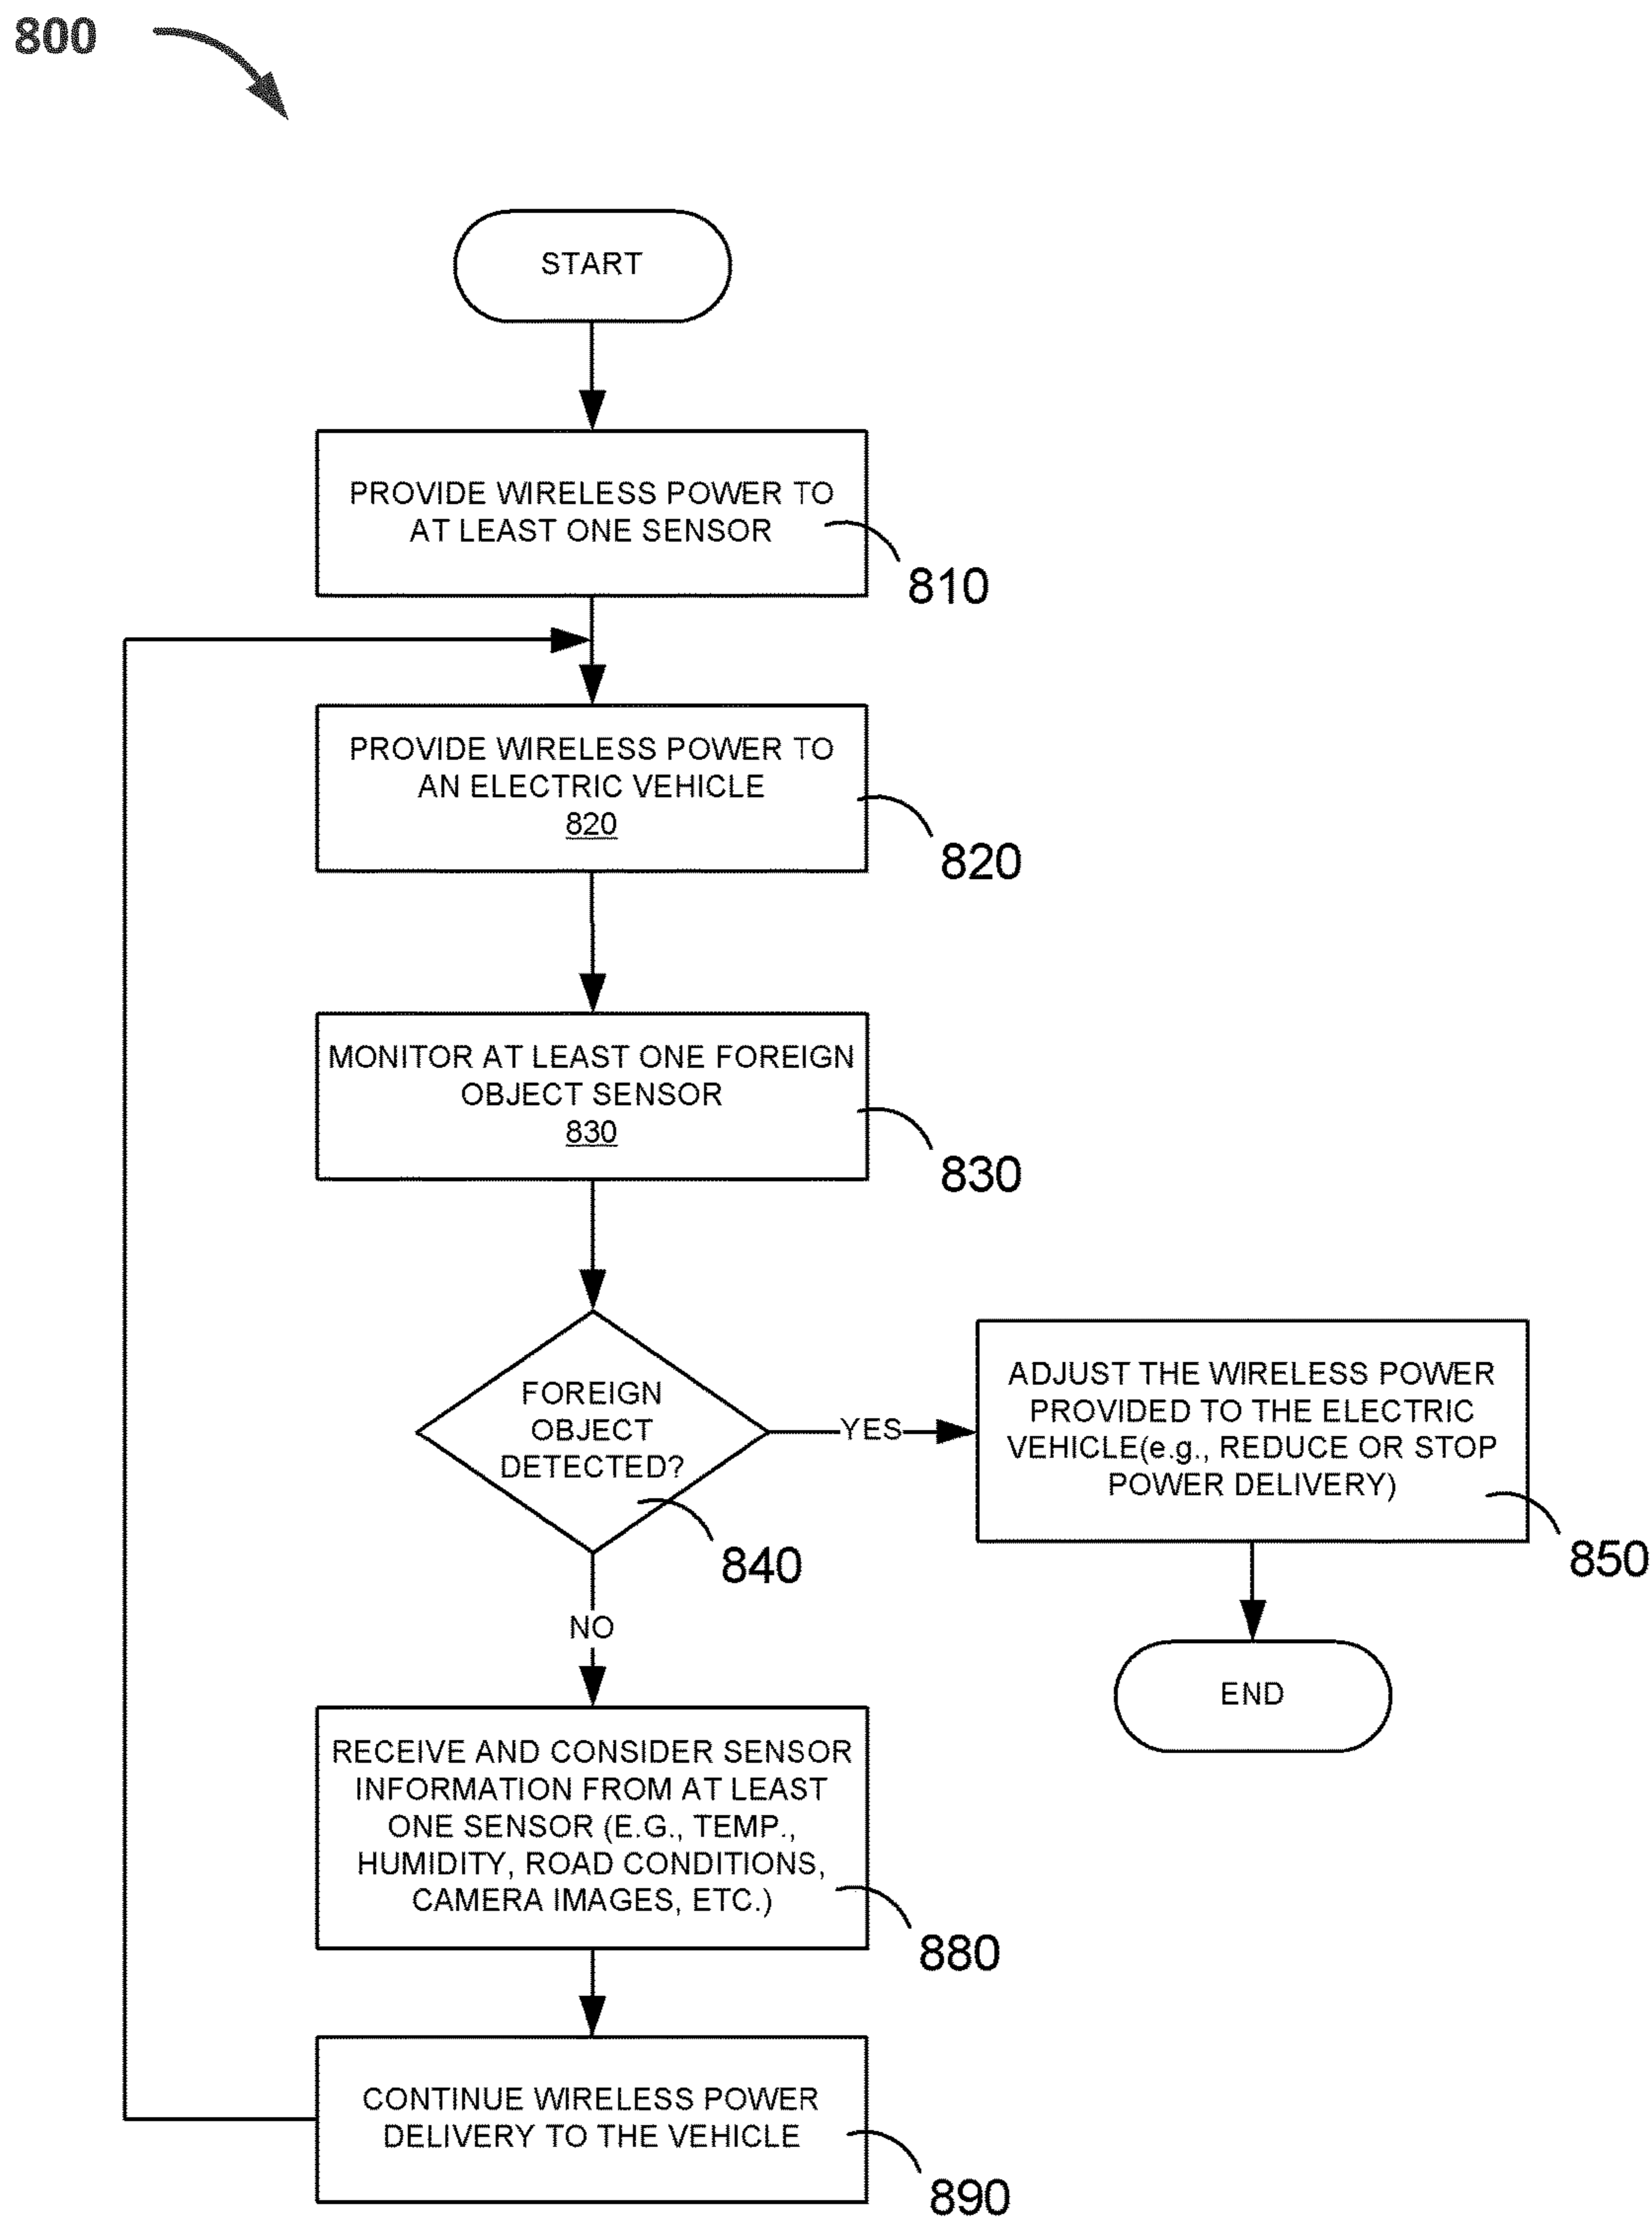 800
START
PROVIDE WIRELESS POWER TO
AT LEAST ONE SENSOR
810
PROVIDE WIRELESS POWER TO
AN ELECTRIC VEHICLE
820
820
MONITOR AT LEAST ONE FOREIGN
OBJECT SENSOR
830
830
FOREIGN
OBJECT
DETECTED?
840
YES
ADJUST THE WIRELESS POWER
PROVIDED TO THE ELECTRIC
VEHICLE(e.g., REDUCE OR STOP
POWER DELIVERY)
850
END
NO
RECEIVE AND CONSIDER SENSOR
INFORMATION FROM AT LEAST
ONE SENSOR (E.G., TEMP.,
HUMIDITY, ROAD CONDITIONS,
CAMERA IMAGES, ETC.)
880
CONTINUE WIRELESS POWER
DELIVERY TO THE VEHICLE
890